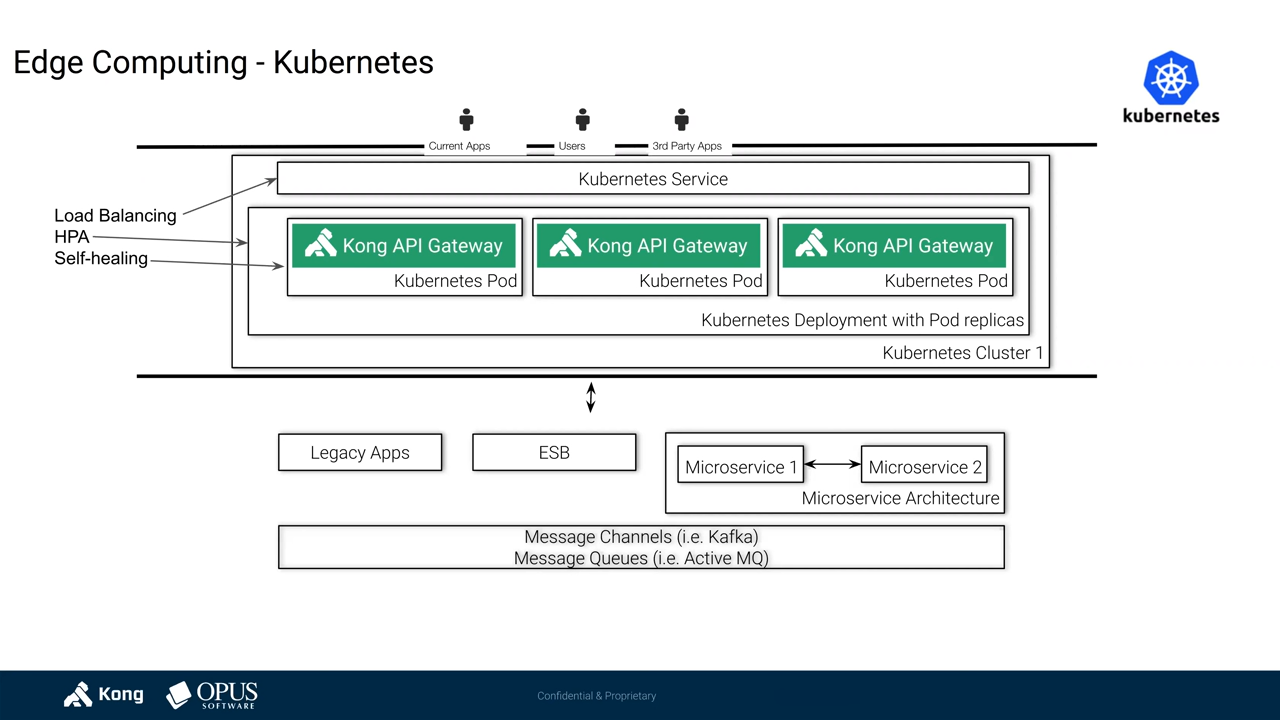 Edge Computing - Kubernetes
kubernetes
Current Apps
Users
3rd Party Apps
Kubernetes Service
Load Balancing
HPA
Self-healing
Kong API Gateway
Kubernetes Pod
Kong API Gateway
Kubernetes Pod
Kong API Gateway
Kubernetes Pod
Kubernetes Deployment with Pod replicas
Kubernetes Cluster 1
Legacy Apps
ESB
Microservice 1
Microservice 2
Microservice Architecture
Message Channels (i.e. Kafka)
Message Queues (i.e. Active MQ)
Kong
OPUS
SOFTWARE
Confidential & Proprietary